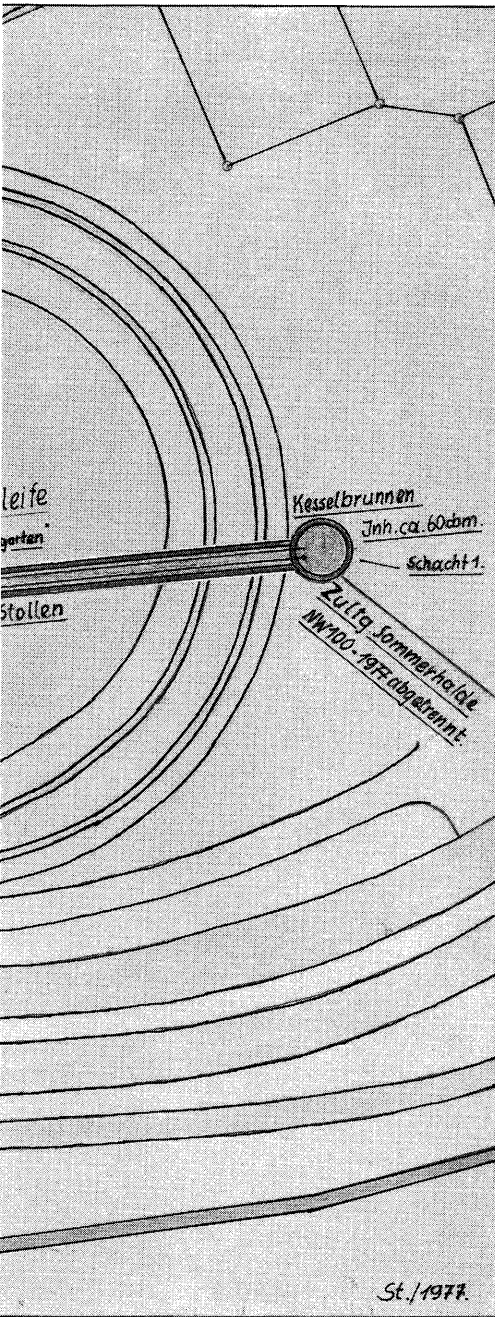 leife
garten"
Stollen
Kesselbrunnen
Jnh. ca. 60cbm.
Schacht 1.
Zultg Sommerhalde
NW100 - 1977 abgetrennt.
St./1977.